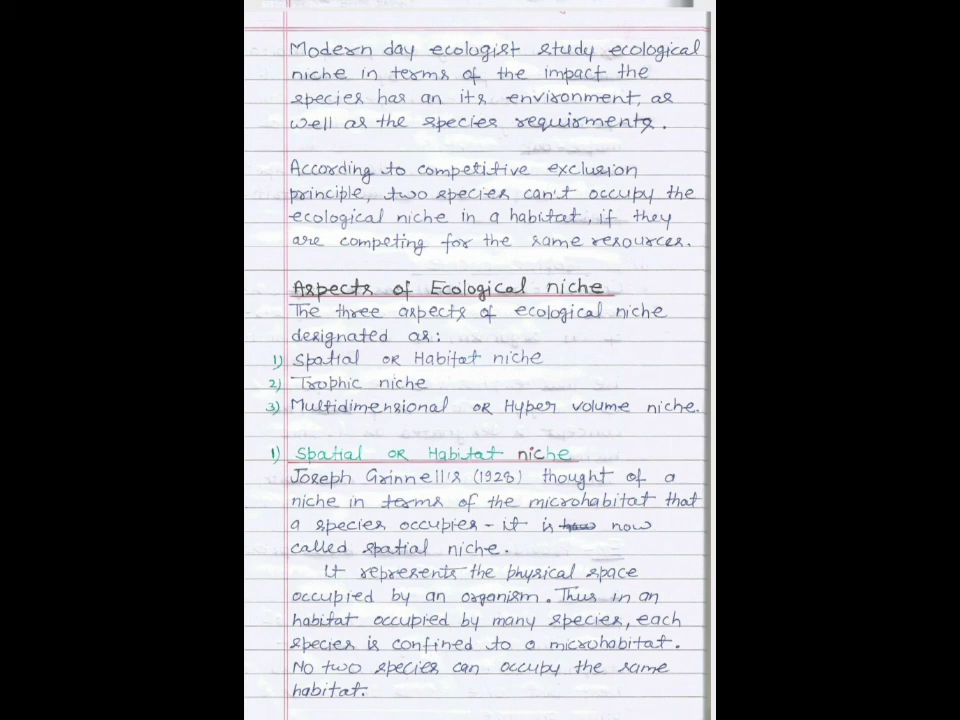 Modern day ecologist study ecological
niche in terms of the impact the
species has an its environment, as
well as the species requirments.
According to competitive exclusion
principle, two species can't occupy the
ecological niche in a habitat, if they
are competing for the same resources.
Aspects of Ecological niche
The three aspects of ecological niche
designated as:
1) Spatial OR Habitat niche
2) Trophic niche
3) Multidimensional OR Hyper volume niche.
1) Spatial OR Habitat niche
Joseph Grinnell's (1928) thought of a
niche in terms of the microhabitat that
a species occupies - it is now
called spatial niche.
It represents the physical space
occupied by an organism. Thus in an
habitat occupied by many species, each
species is confined to a microhabitat.
No two species can occupy the same
habitat.